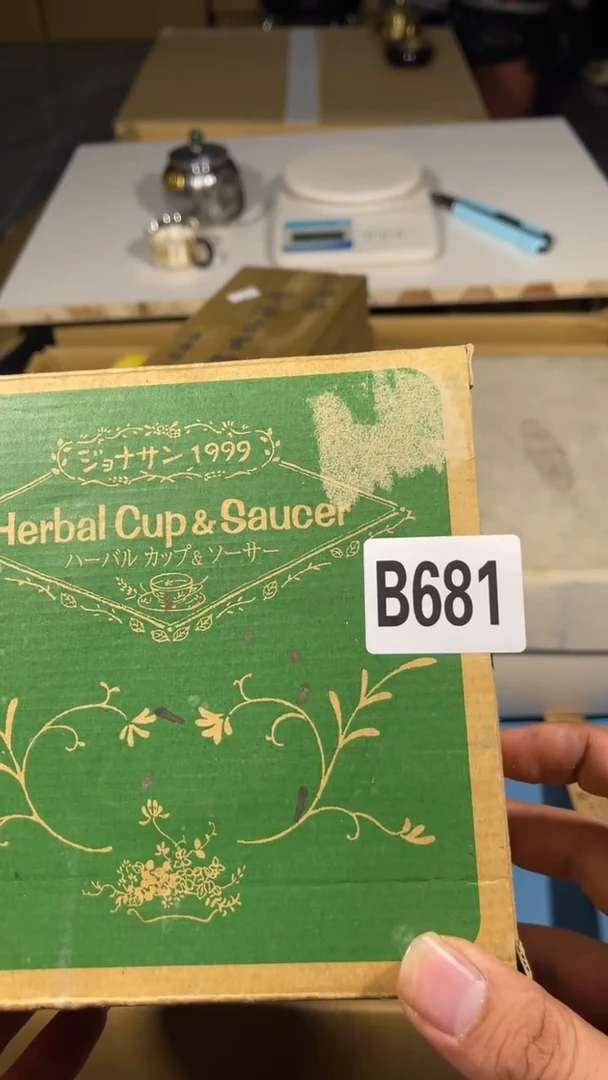 ジョナサン 1999
Herbal Cup & Saucer
ハーバル カップ&ソーサー
B681